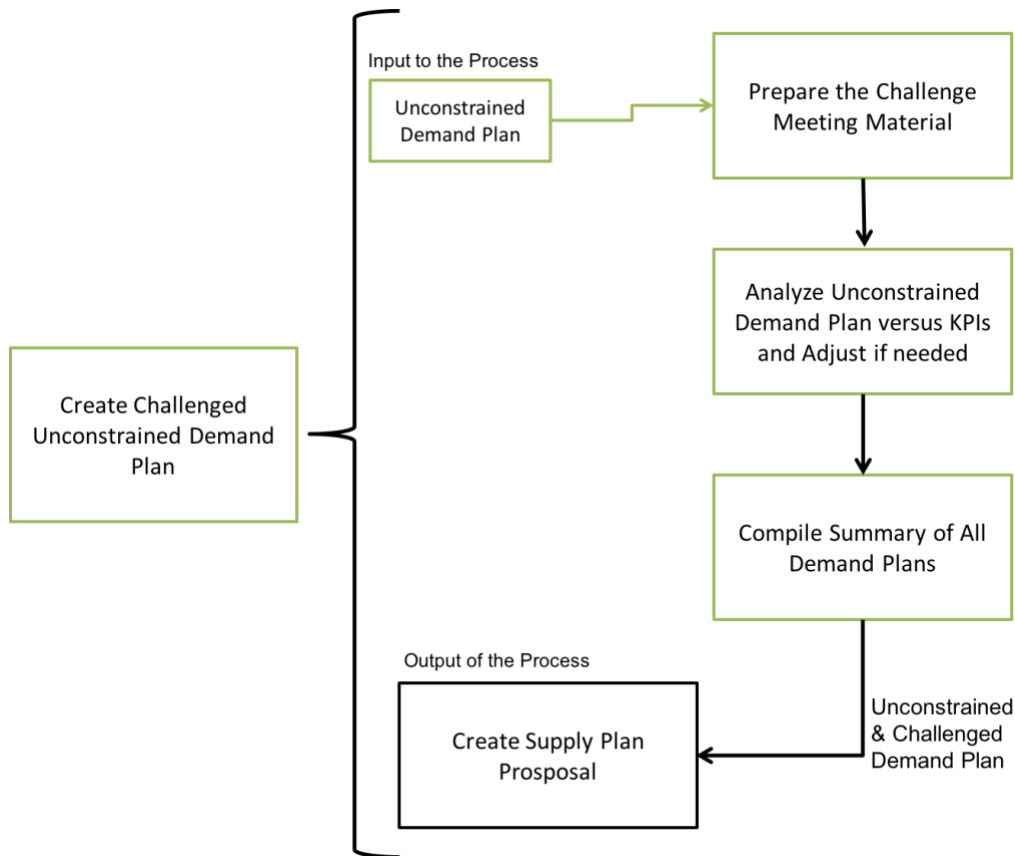 Input to the Process
Unconstrained
Demand Plan
Prepare the Challenge
Meeting Material
Analyze Unconstrained
Demand Plan versus KPIs
and Adjust if needed
Create Challenged
Unconstrained Demand
Plan
Compile Summary of All
Demand Plans
Output of the Process
Create Supply Plan
Prosposal
Unconstrained
& Challenged
Demand Plan